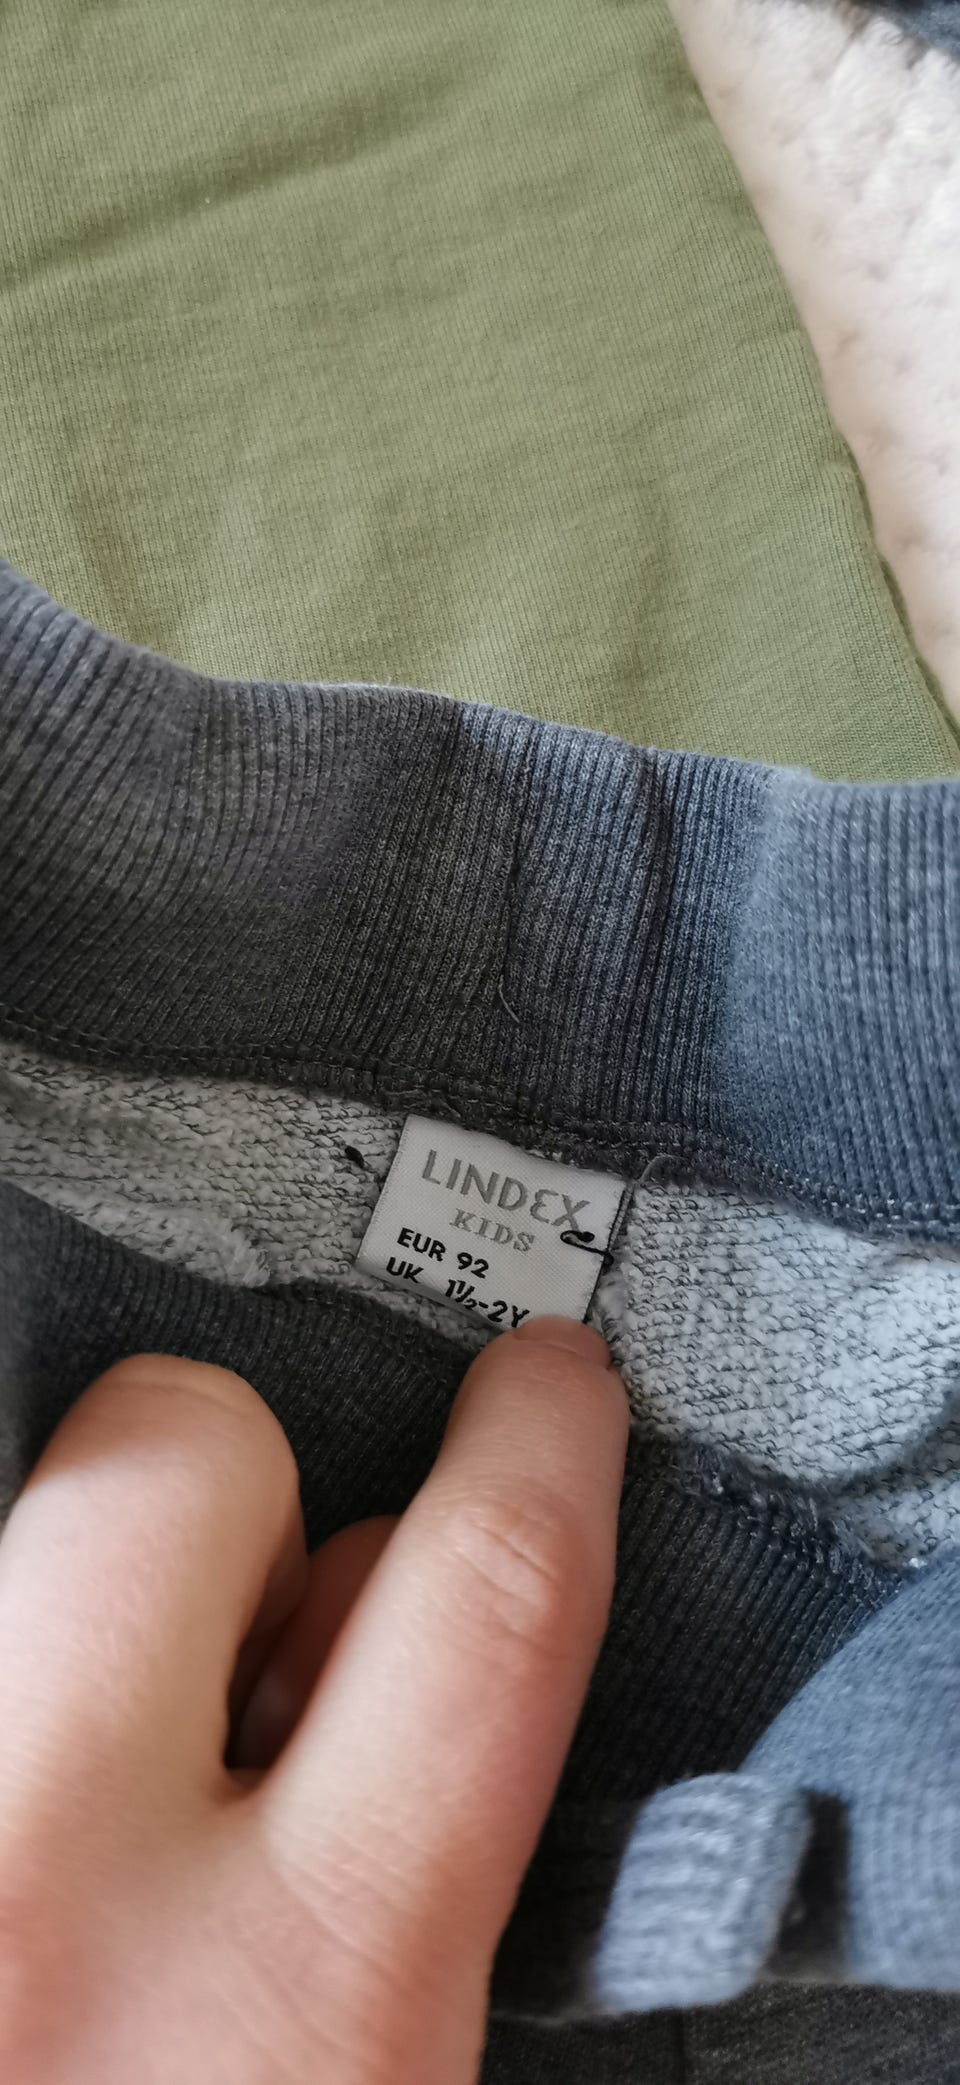 LINDEX
KIDS
EUR 92
UK 1½-2Y